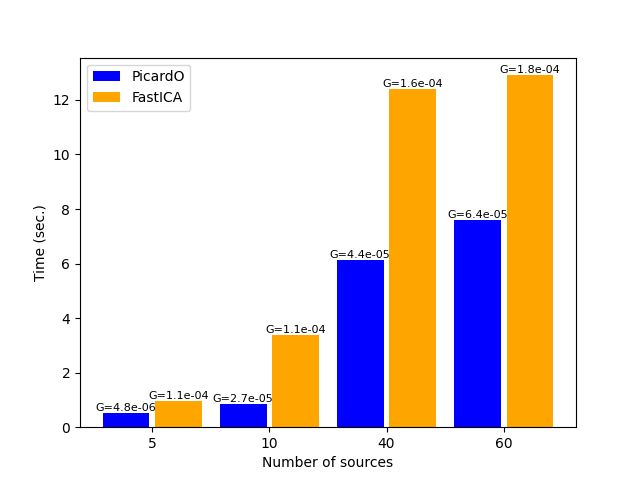 PicardO
FastICA
Time (sec.)
12
10
8
6
4
2
0
G=4.8e-06
G=1.1e-04
G=2.7e-05
G=1.1e-04
G=4.4e-05
G=1.6e-04
G=6.4e-05
G=1.8e-04
5
10
40
60
Number of sources